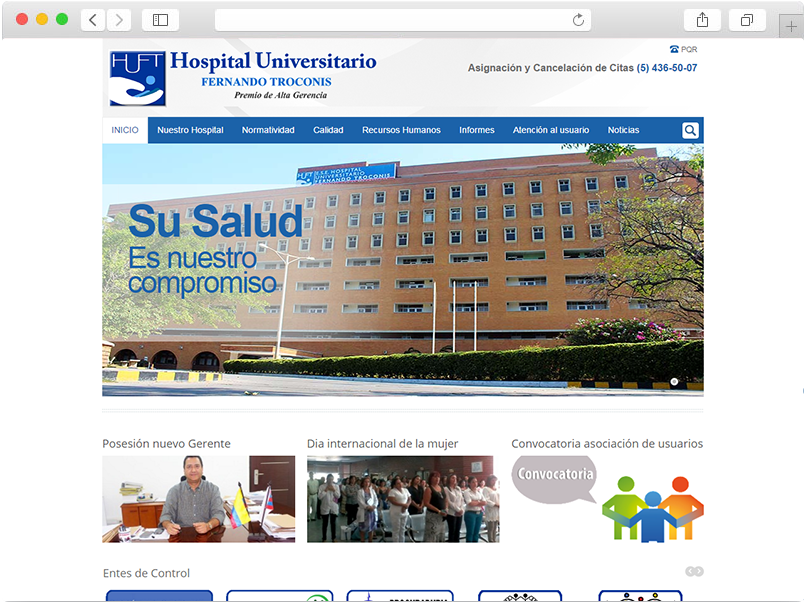 HUFT
Hospital Universitario
FERNANDO TROCONIS
Premio de Alta Gerencia
PQR
Asignación y Cancelación de Citas (5) 436-50-07
INICIO Nuestro Hospital Normatividad Calidad Recursos Humanos Informes Atención al usuario Noticias
HUFT E.S.E. HOSPITAL
UNIVERSITARIO
FERNANDO TROCONIS
Su Salud
Es nuestro
compromiso
Posesión nuevo Gerente
Dia internacional de la mujer
Convocatoria asociación de usuarios
Convocatoria
Entes de Control